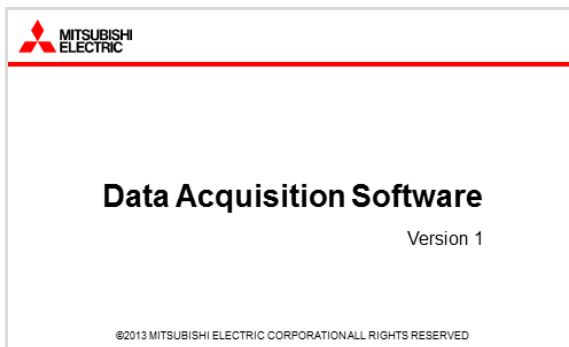 MITSUBISHI
ELECTRIC
Data Acquisition Software
Version 1
©2013 MITSUBISHI ELECTRIC CORPORATIONALL RIGHTS RESERVED